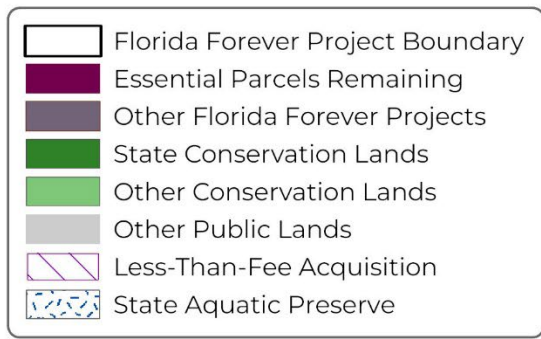 Florida Forever Project Boundary
Essential Parcels Remaining
Other Florida Forever Projects
State Conservation Lands
Other Conservation Lands
Other Public Lands
Less-Than-Fee Acquisition
State Aquatic Preserve